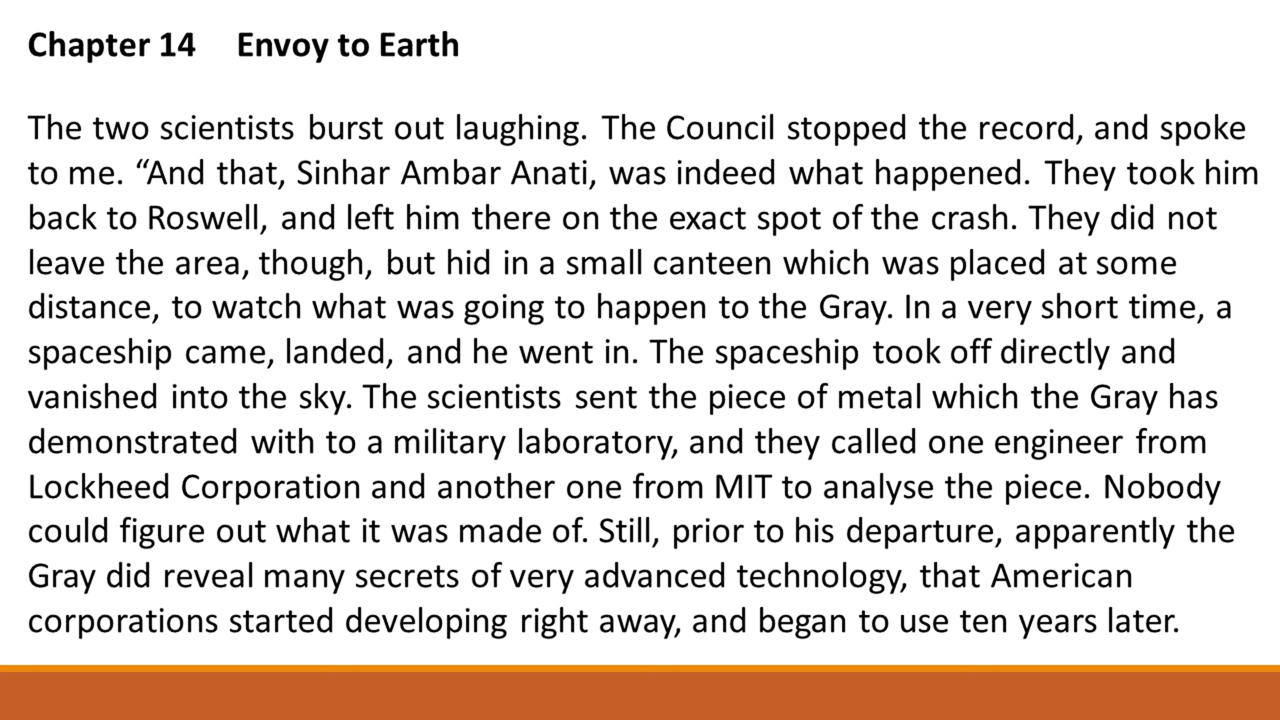 Chapter 14    Envoy to Earth
The two scientists burst out laughing. The Council stopped the record, and spoke
to me. “And that, Sinhar Ambar Anati, was indeed what happened. They took him
back to Roswell, and left him there on the exact spot of the crash. They did not
leave the area, though, but hid in a small canteen which was placed at some
distance, to watch what was going to happen to the Gray. In a very short time, a
spaceship came, landed, and he went in. The spaceship took off directly and
vanished into the sky. The scientists sent the piece of metal which the Gray has
demonstrated with to a military laboratory, and they called one engineer from
Lockheed Corporation and another one from MIT to analyse the piece. Nobody
could figure out what it was made of. Still, prior to his departure, apparently the
Gray did reveal many secrets of very advanced technology, that American
corporations started developing right away, and began to use ten years later.